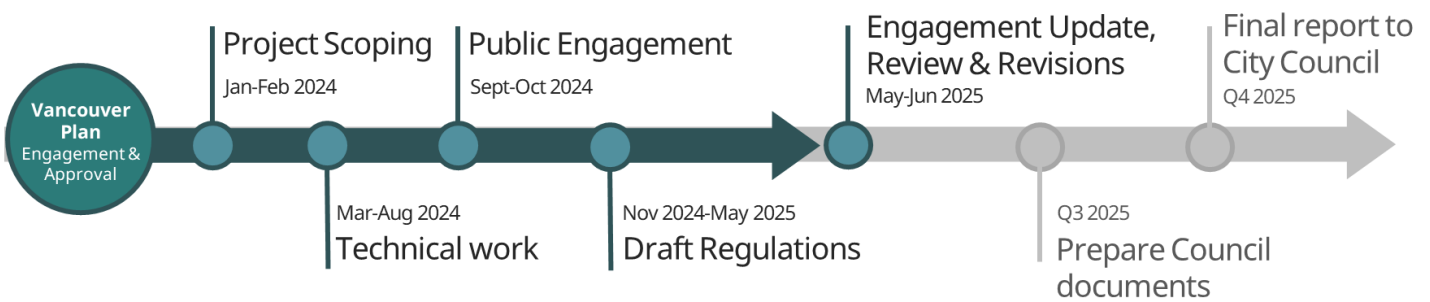 Vancouver
Plan
Engagement &
Approval
Project Scoping
Jan-Feb 2024
Mar-Aug 2024
Technical work
Public Engagement
Sept-Oct 2024
Nov 2024-May 2025
Draft Regulations
Engagement Update,
Review & Revisions
May-Jun 2025
Q3 2025
Prepare Council
documents
Final report to
City Council
Q4 2025